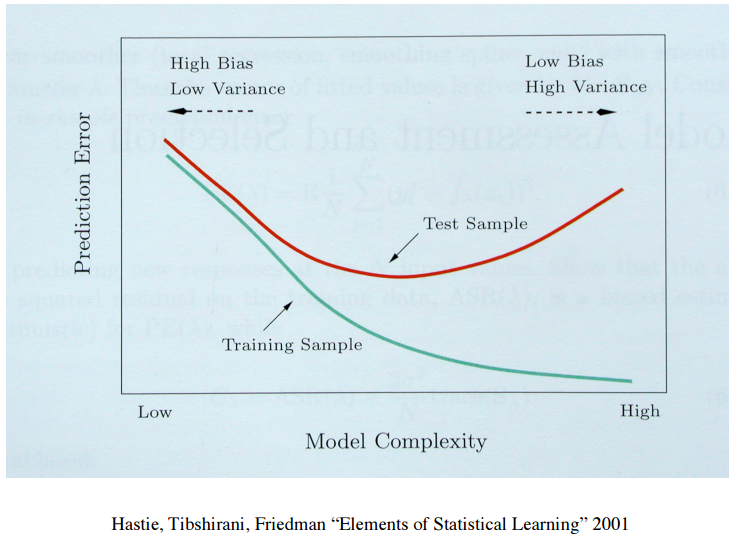 High Bias
Low Variance
Low Bias
High Variance
Prediction Error
Test Sample
Training Sample
Low
High
Model Complexity
Hastie, Tibshirani, Friedman “Elements of Statistical Learning” 2001